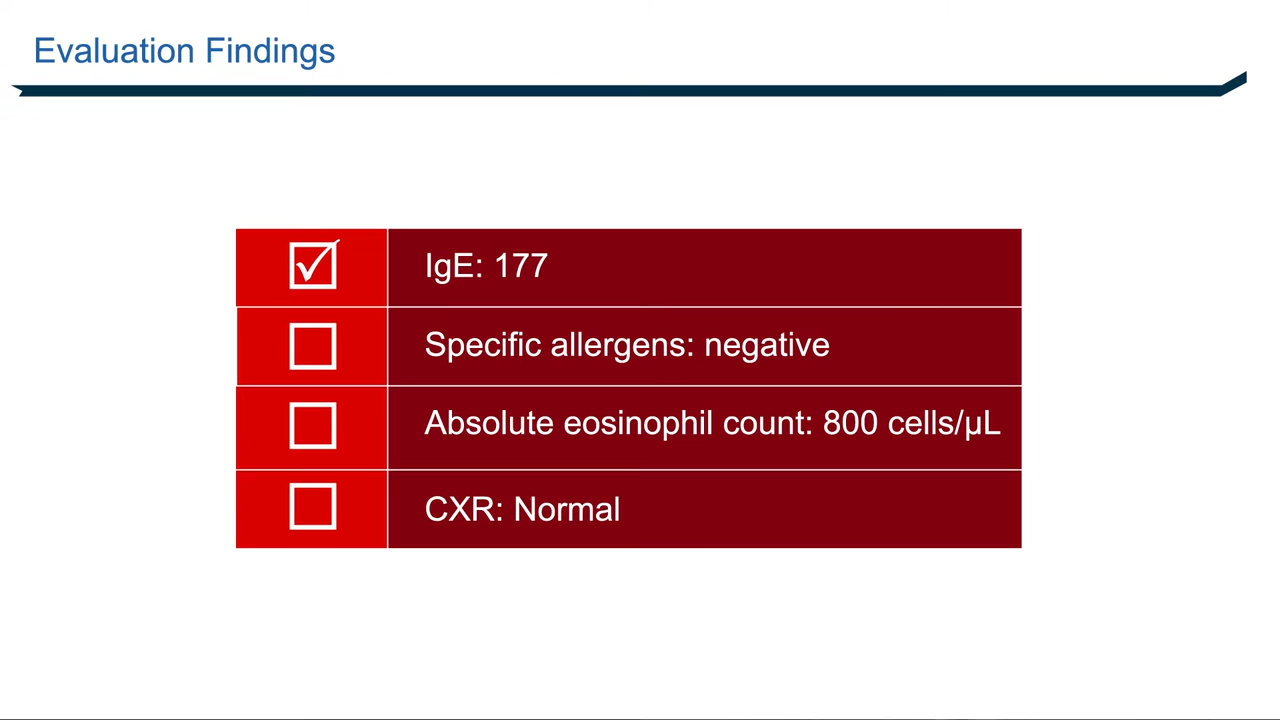 Evaluation Findings
IgE: 177
Specific allergens: negative
Absolute eosinophil count: 800 cells/µL
CXR: Normal